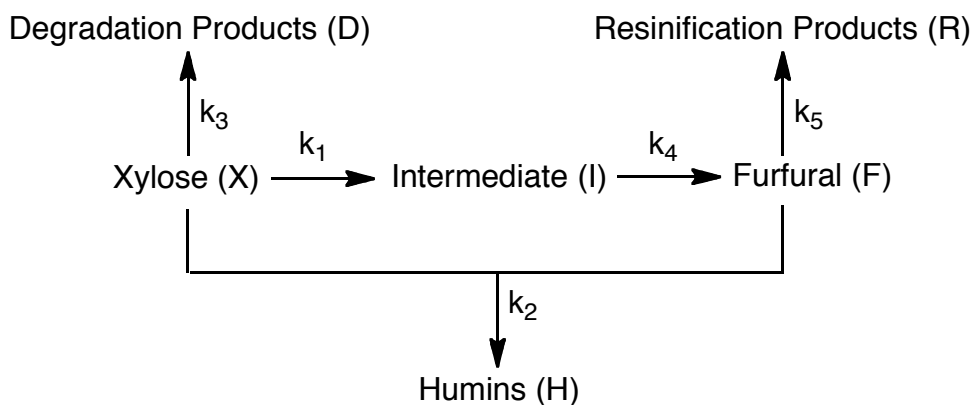 Degradation Products (D)
Resinification Products (R)
k3
k5
k1
k4
Xylose (X)
Intermediate (I)
Furfural (F)
k2
Humins (H)